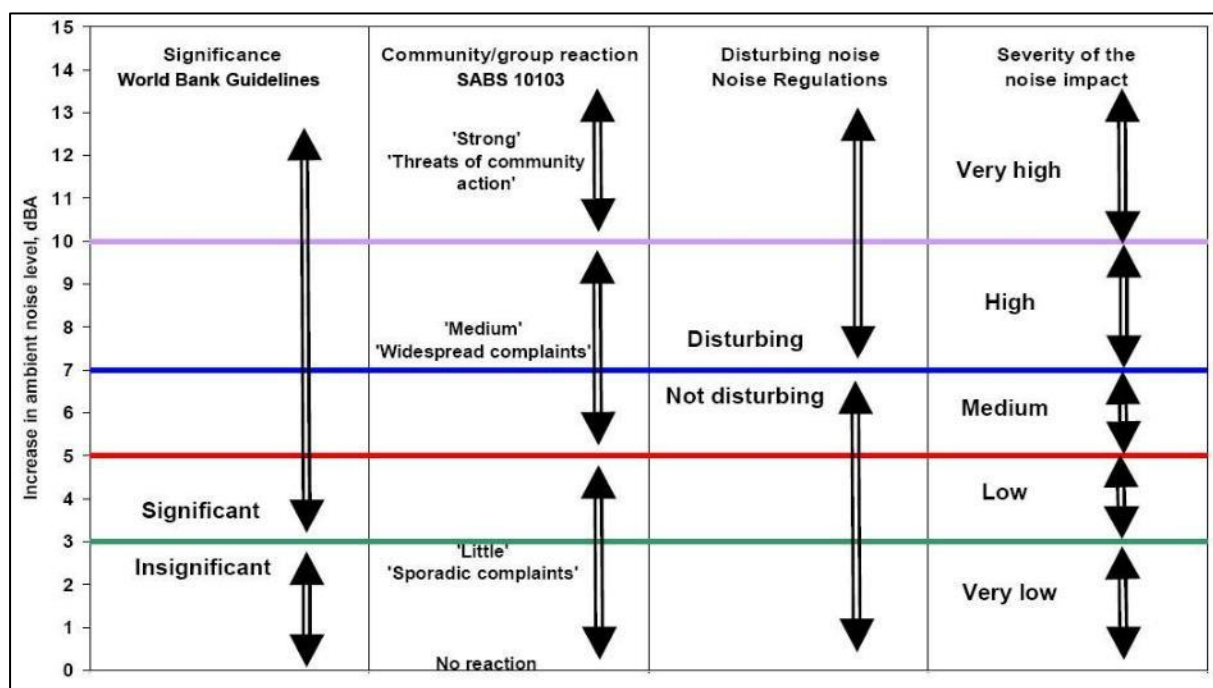 Increase in ambient noise level, dBA
15
14
13
12
11
10
9
8
7
6
5
4
3
2
1
0
Significance
World Bank Guidelines
Significant
Insignificant
Community/group reaction
SABS 10103
'Strong'
'Threats of community
action'
'Medium'
'Widespread complaints'
'Little'
'Sporadic complaints'
No reaction
Disturbing noise
Noise Regulations
Disturbing
Not disturbing
Severity of the
noise impact
Very high
High
Medium
Low
Very low